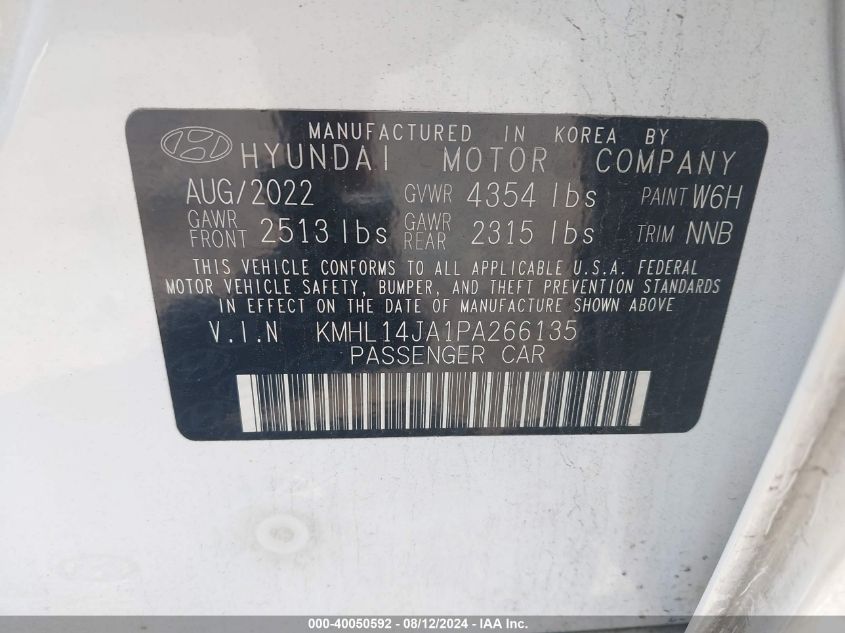 MANUFACTURED IN KOREA BY
HYUNDAI MOTOR COMPANY
AUG/2022 GVWR 4354 lbs PAINT W6H
GAWR FRONT 2513 lbs GAWR REAR 2315 lbs TRIM NNB
THIS VEHICLE CONFORMS TO ALL APPLICABLE U.S.A. FEDERAL
MOTOR VEHICLE SAFETY, BUMPER, AND THEFT PREVENTION STANDARDS
IN EFFECT ON THE DATE OF MANUFACTURE SHOWN ABOVE
V.I.N KMHL14JA1PA266135
PASSENGER CAR
000-40050592 - 08/12/2024 - IAA Inc.